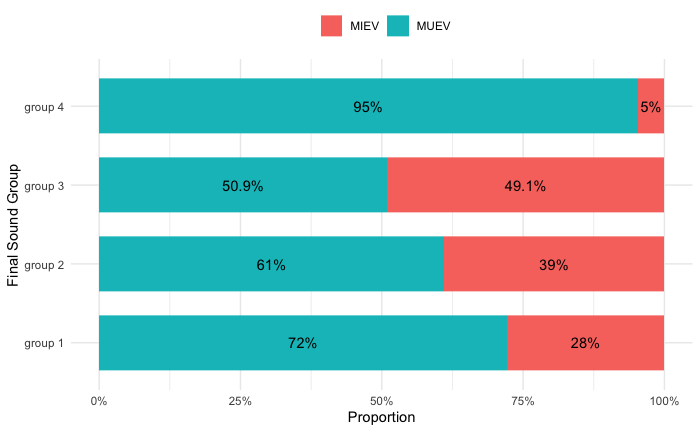 MIEV MUEV
group 4 95% 5%
group 3 50.9% 49.1%
group 2 61% 39%
group 1 72% 28%
Final Sound Group
0% 25% 50% 75% 100%
Proportion